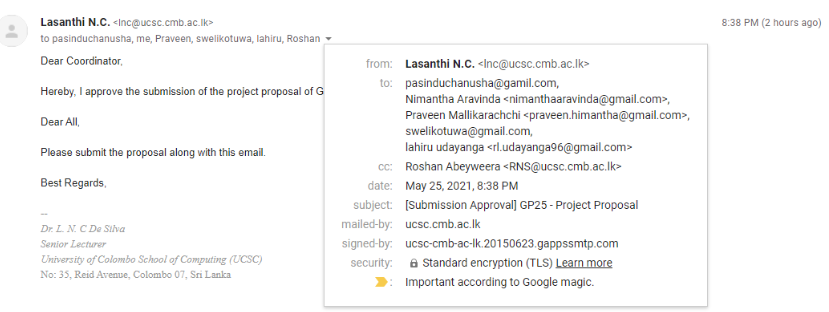 Lasanthi N.C. <lnc@ucsc.cmb.ac.lk>
8:38 PM (2 hours ago)
to pasinduchanusha, me, Praveen, swelikotuwa, lahiru, Roshan
Dear Coordinator,
Hereby, I approve the submission of the project proposal of G
Dear All,
Please submit the proposal along with this email.
Best Regards,
--
Dr. L. N. C De Silva
Senior Lecturer
University of Colombo School of Computing (UCSC)
No: 35, Reid Avenue, Colombo 07, Sri Lanka
from: Lasanthi N.C. <lnc@ucsc.cmb.ac.lk>
to: pasinduchanusha@gamil.com,
Nimantha Aravinda <nimanthaaravinda@gmail.com>,
Praveen Mallikarachchi <praveen.himantha@gmail.com>,
swelikotuwa@gmail.com,
lahiru udayanga <rl.udayanga96@gmail.com>
cc: Roshan Abeyweera <RNS@ucsc.cmb.ac.lk>
date: May 25, 2021, 8:38 PM
subject: [Submission Approval] GP25 - Project Proposal
mailed-by: ucsc.cmb.ac.lk
signed-by: ucsc-cmb-ac-lk.20150623.gappssmtp.com
security: Standard encryption (TLS) Learn more
: Important according to Google magic.